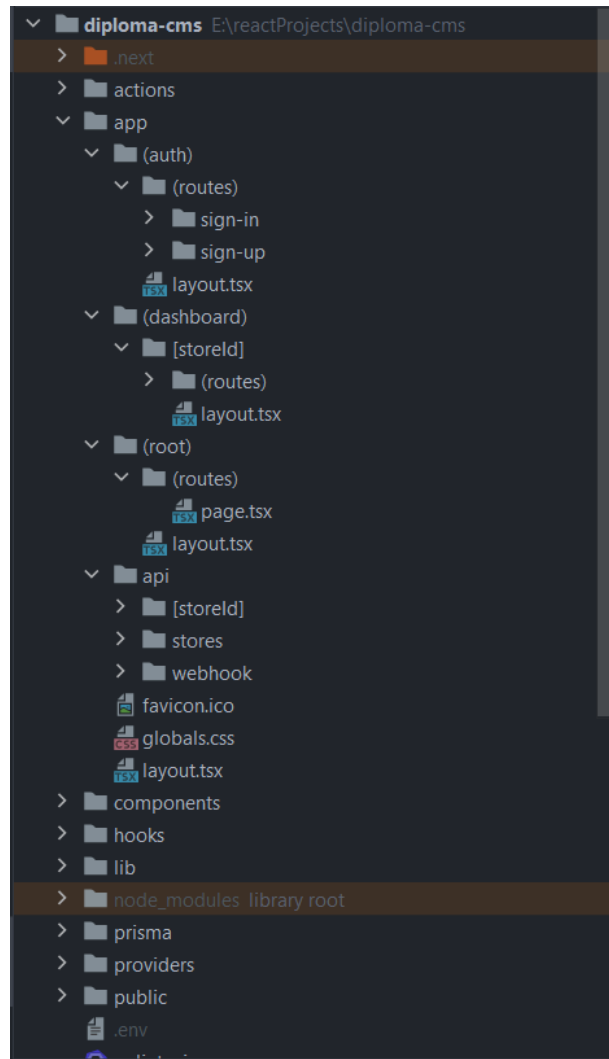 diploma-cms E:\reactProjects\diploma-cms
.next
actions
app
(auth)
(routes)
sign-in
sign-up
layout.tsx
(dashboard)
[storeId]
(routes)
layout.tsx
(root)
(routes)
page.tsx
layout.tsx
api
[storeId]
stores
webhook
favicon.ico
globals.css
layout.tsx
components
hooks
lib
node_modules library root
prisma
providers
public
.env